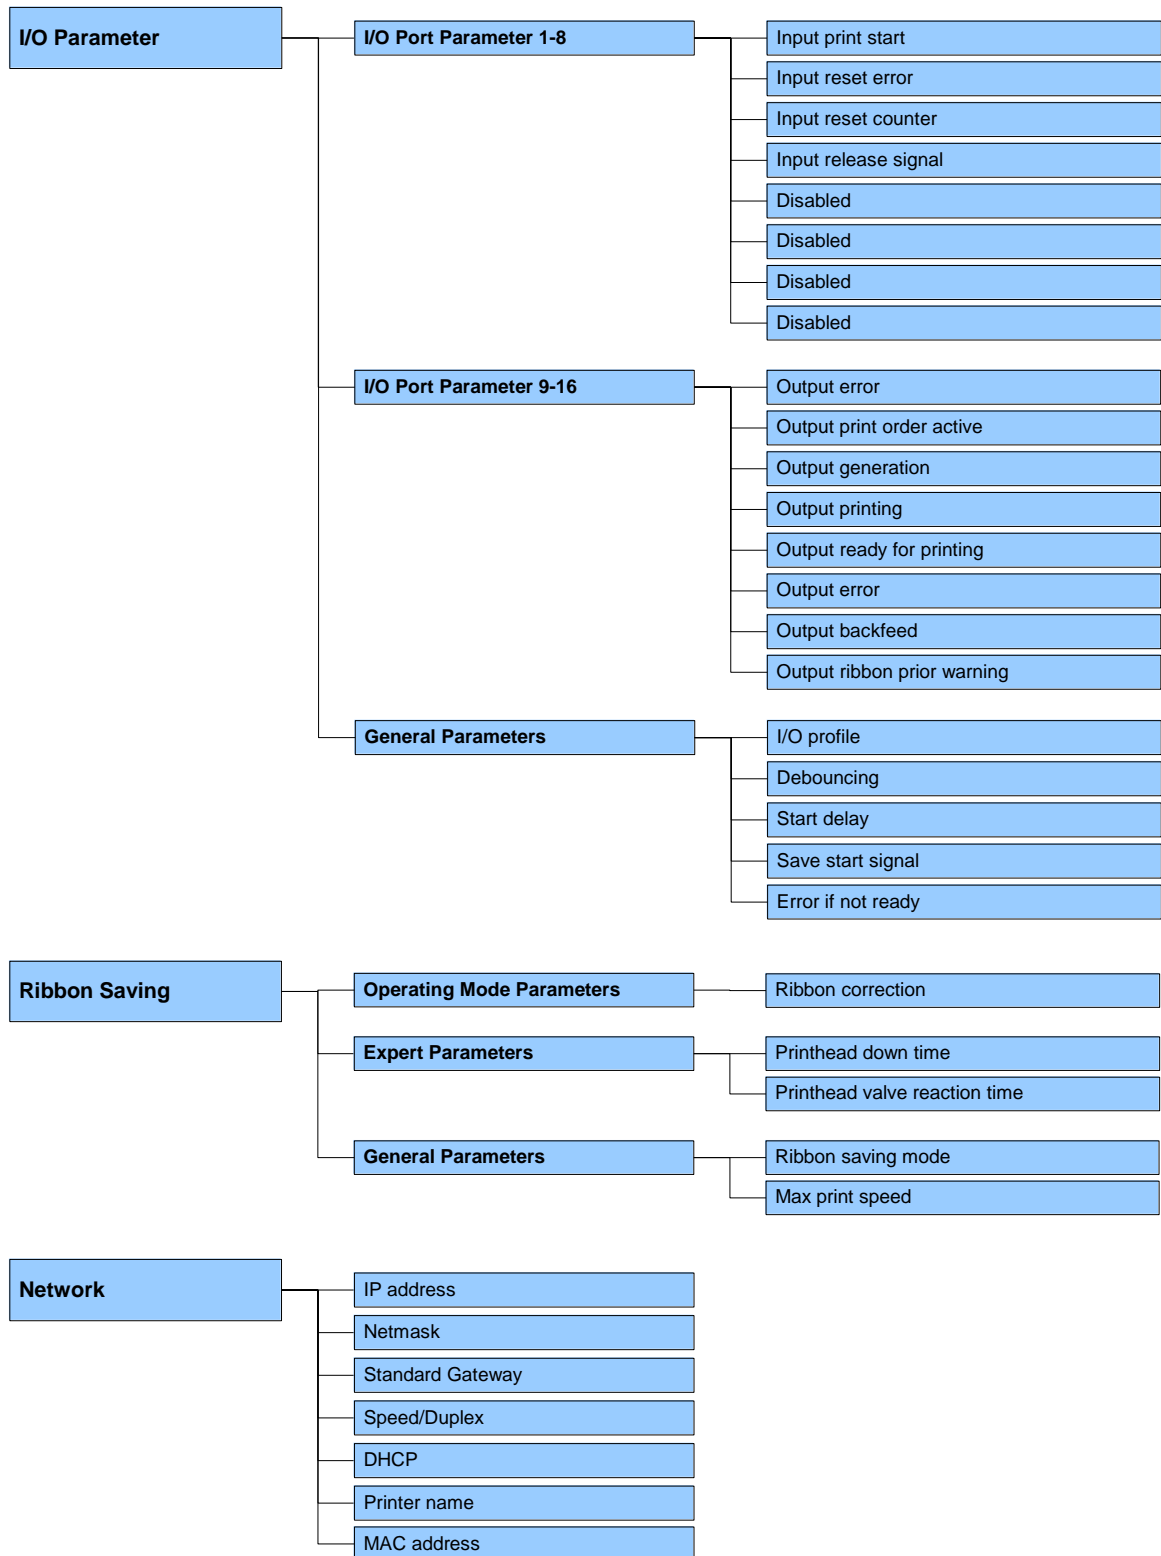 I/O Parameter
I/O Port Parameter 1-8
Input print start
Input reset error
Input reset counter
Input release signal
Disabled
Disabled
Disabled
Disabled
I/O Port Parameter 9-16
Output error
Output print order active
Output generation
Output printing
Output ready for printing
Output error
Output backfeed
Output ribbon prior warning
General Parameters
I/O profile
Debouncing
Start delay
Save start signal
Error if not ready
Ribbon Saving
Operating Mode Parameters
Ribbon correction
Expert Parameters
Printhead down time
Printhead valve reaction time
General Parameters
Ribbon saving mode
Max print speed
Network
IP address
Netmask
Standard Gateway
Speed/Duplex
DHCP
Printer name
MAC address